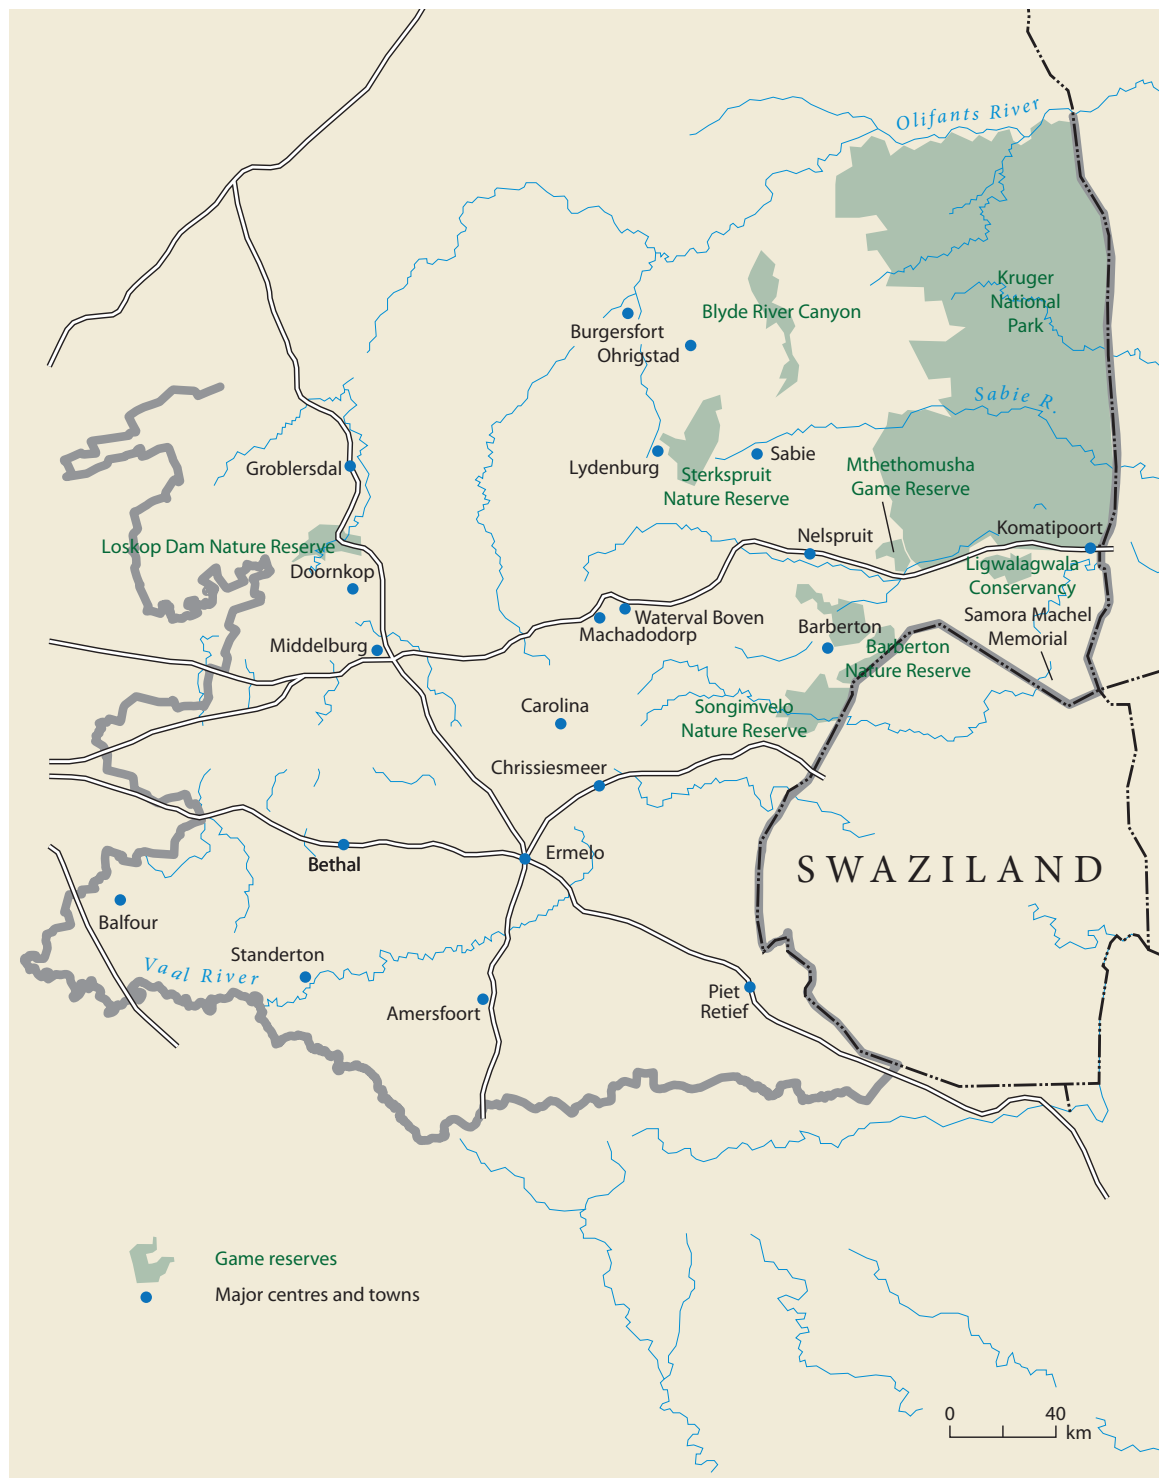 Olifants River
Kruger
National
Park
Blyde River Canyon
Burgersfort
Ohrigstad
Sabie R.
Groblersdal
Lydenburg
Sabie
Sterkspruit
Nature Reserve
Mthethomusha
Game Reserve
Nelspruit
Komatipoort
Loskop Dam Nature Reserve
Doornkop
Ligwalagwala
Conservancy
Waterval Boven
Machadodorp
Barberton
Samora Machel
Memorial
Middelburg
Barberton
Nature Reserve
Carolina
Songimvelo
Nature Reserve
Chrissiesmeer
Ermelo
Bethal
SWAZILAND
Balfour
Standerton
Vaal River
Amersfoort
Piet
Retief
Game reserves
Major centres and towns
0 40
km